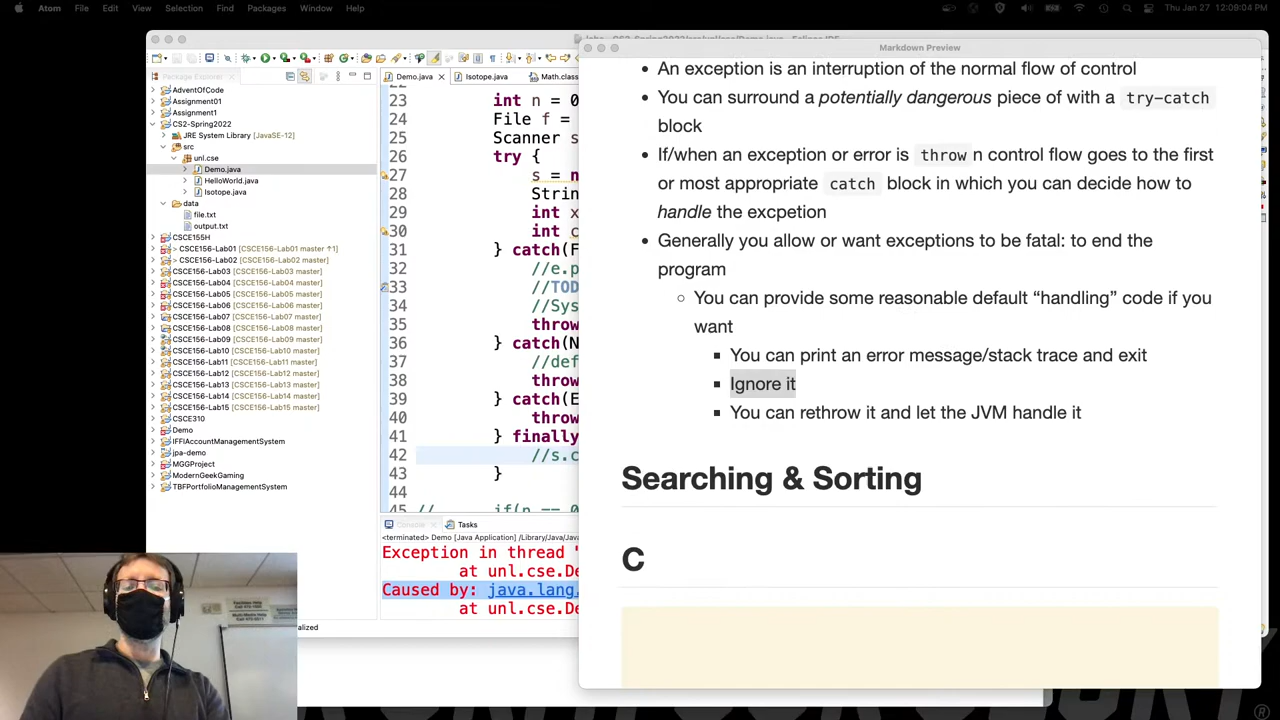 Atom File Edit View Selection Find Packages Window Help
Thu Jan 27 12:09:04 PM
Package Explorer
AdventOfCode
Assignment01
Assignment1
CS2-Spring2022
JRE System Library [JavaSE-12]
src
unl.cse
Demo.java
HelloWorld.java
Isotope.java
data
file.txt
output.txt
CSCE155H
> CSCE156-Lab01 [CSCE156-Lab01 master ↑1]
> CSCE156-Lab02 [CSCE156-Lab02 master]
CSCE156-Lab03 [CSCE156-Lab03 master]
CSCE156-Lab04 [CSCE156-Lab04 master]
CSCE156-Lab05 [CSCE156-Lab05 master]
CSCE156-Lab06 [CSCE156-Lab06 master]
CSCE156-Lab07 [CSCE156-Lab07 master]
CSCE156-Lab08 [CSCE156-Lab08 master]
CSCE156-Lab09 [CSCE156-Lab09 master]
CSCE156-Lab10 [CSCE156-Lab10 master]
CSCE156-Lab11 [CSCE156-Lab11 master]
CSCE156-Lab12 [CSCE156-Lab12 master]
CSCE156-Lab13 [CSCE156-Lab13 master]
CSCE156-Lab14 [CSCE156-Lab14 master]
CSCE156-Lab15 [CSCE156-Lab15 master]
CSCE310
Demo
IFFIAccountManagementSystem
jpa-demo
MGGProject
ModernGeekGaming
TBFPortfolioManagementSystem
Demo.java Isotope.java Math.class
23 int n = 0
24 File f =
25 Scanner s
26 try {
27 s = n
28 Strin
29 int x
30 int c
31 } catch(F
32 //e.p
33 //TOD
34 //Sys
35 throw
36 } catch(N
37 //def
38 throw
39 } catch(E
40 throw
41 } finally
42 //s.c
43 }
44
45 // if(n == 0
Console Tasks
<terminated> Demo [Java Application] /Library/Java/Jav
Exception in thread "
at unl.cse.De
Caused by: java.lang.
at unl.cse.De
Markdown Preview
• An exception is an interruption of the normal flow of control
• You can surround a potentially dangerous piece of with a try-catch
block
• If/when an exception or error is throw n control flow goes to the first
or most appropriate catch block in which you can decide how to
handle the excpetion
• Generally you allow or want exceptions to be fatal: to end the
program
You can provide some reasonable default “handling” code if you
want
You can print an error message/stack trace and exit
Ignore it
You can rethrow it and let the JVM handle it
Searching & Sorting
C